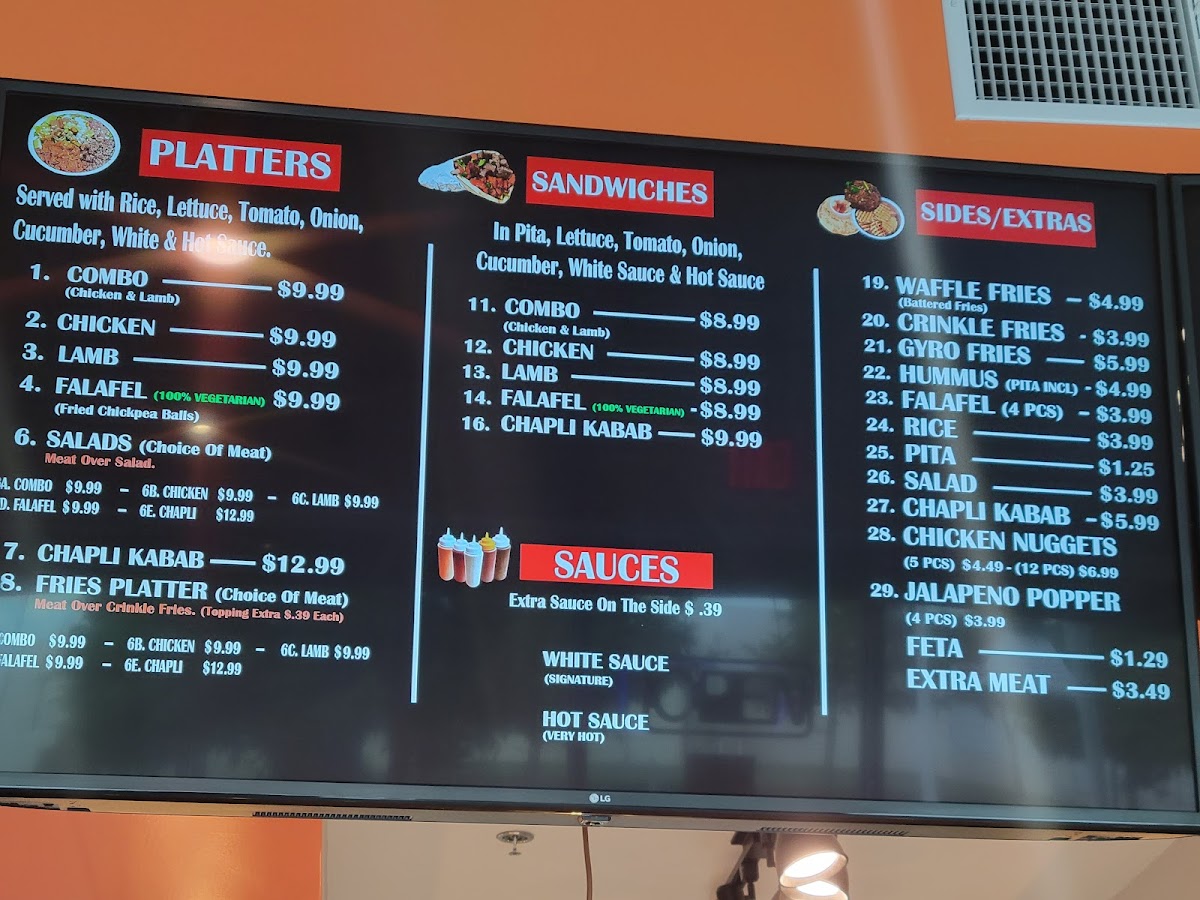 PLATTERS
Served with Rice, Lettuce, Tomato, Onion,
Cucumber, White & Hot Sauce.
1. COMBO $9.99
(Chicken & Lamb)
2. CHICKEN $9.99
3. LAMB $9.99
4. FALAFEL (100% VEGETARIAN) $9.99
(Fried Chickpea Balls)
6. SALADS (Choice Of Meat)
Meat Over Salad.
A. COMBO $9.99 – 6B. CHICKEN $9.99 – 6C. LAMB $9.99
D. FALAFEL $9.99 – 6E. CHAPLI $12.99
7. CHAPLI KABAB $12.99
8. FRIES PLATTER (Choice Of Meat)
Meat Over Crinkle Fries. (Topping Extra $.39 Each)
COMBO $9.99 – 6B. CHICKEN $9.99 – 6C. LAMB $9.99
FALAFEL $9.99 – 6E. CHAPLI $12.99
SANDWICHES
In Pita, Lettuce, Tomato, Onion,
Cucumber, White Sauce & Hot Sauce
11. COMBO $8.99
(Chicken & Lamb)
12. CHICKEN $8.99
13. LAMB $8.99
14. FALAFEL (100% VEGETARIAN) - $8.99
16. CHAPLI KABAB $9.99
SAUCES
Extra Sauce On The Side $ .39
WHITE SAUCE
(SIGNATURE)
HOT SAUCE
(VERY HOT)
SIDES/EXTRAS
19. WAFFLE FRIES – $4.99
(Battered Fries)
20. CRINKLE FRIES - $3.99
21. GYRO FRIES $5.99
22. HUMMUS (PITA INCL) - $4.99
23. FALAFEL (4 PCS) - $3.99
24. RICE $3.99
25. PITA $1.25
26. SALAD $3.99
27. CHAPLI KABAB - $5.99
28. CHICKEN NUGGETS
(5 PCS) $4.49 - (12 PCS) $6.99
29. JALAPENO POPPER
(4 PCS) $3.99
FETA $1.29
EXTRA MEAT $3.49
LG